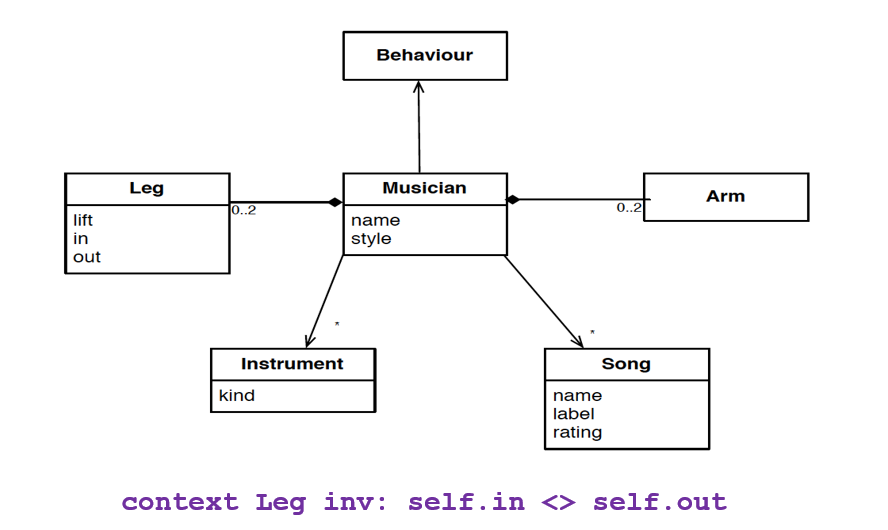 Behaviour
Leg
lift
in
out
0..2
Musician
name
style
0..2
Arm
*
*
Instrument
kind
Song
name
label
rating
context Leg inv: self.in <> self.out